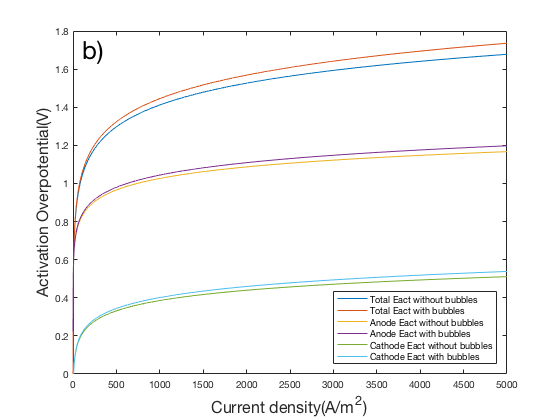 b)
1.8
1.6
1.4
1.2
1
0.8
0.6
0.4
0.2
0
Activation Overpotential(V)
Total Eact without bubbles
Total Eact with bubbles
Anode Eact without bubbles
Anode Eact with bubbles
Cathode Eact without bubbles
Cathode Eact with bubbles
0 500 1000 1500 2000 2500 3000 3500 4000 4500 5000
Current density(A/m²)